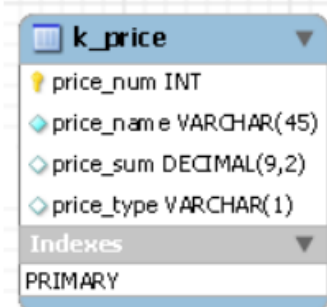 k_price
price_num INT
price_name VARCHAR(45)
price_sum DECIMAL(9,2)
price_type VARCHAR(1)
Indexes
PRIMARY